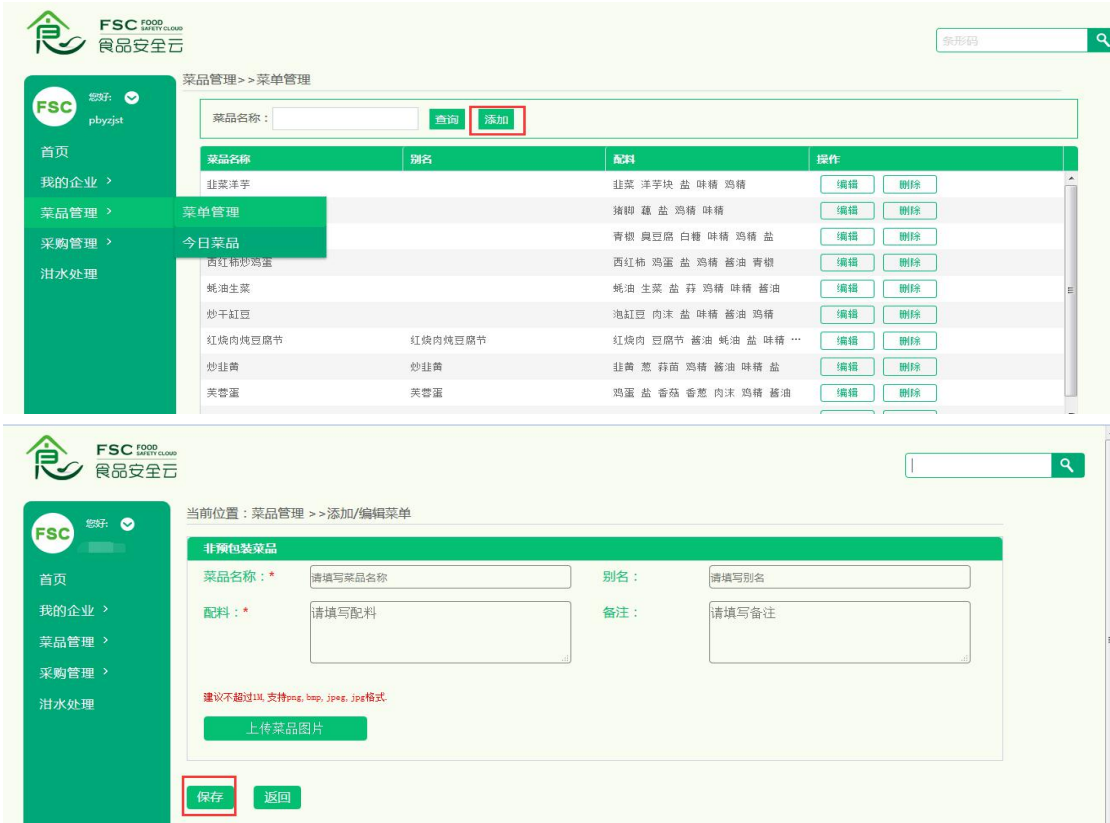 FSC FOOD SAFETY CLOUD
食品安全云
条形码
菜品管理>>菜单管理
FSC 您好:
pbyzjst
菜品名称： 查询 添加
首页
我的企业 >
菜品管理 >
采购管理 >
泔水处理
菜单管理
今日菜品
菜品名称 别名 配料 操作
韭菜洋芋 韭菜 洋芋块 盐 味精 鸡精 编辑 删除
猪脚 藕 盐 鸡精 味精 编辑 删除
青椒 臭豆腐 白糖 味精 鸡精 盐 编辑 删除
西红柿炒鸡蛋 西红柿 鸡蛋 盐 鸡精 酱油 青椒 编辑 删除
蚝油生菜 蚝油 生菜 盐 蒜 鸡精 味精 酱油 编辑 删除
炒干缸豆 泡缸豆 肉沫 盐 味精 酱油 鸡精 编辑 删除
红烧肉炖豆腐节 红烧肉炖豆腐节 红烧肉 豆腐节 酱油 蚝油 盐 味精 … 编辑 删除
炒韭黄 炒韭黄 韭黄 葱 蒜苗 鸡精 酱油 味精 盐 编辑 删除
芙蓉蛋 芙蓉蛋 鸡蛋 盐 香菇 香葱 肉沫 鸡精 酱油 编辑 删除
FSC FOOD SAFETY CLOUD
食品安全云
FSC 您好:
首页
我的企业 >
菜品管理 >
采购管理 >
泔水处理
当前位置：菜品管理 >>添加/编辑菜单
非预包装菜品
菜品名称：* 请填写菜品名称 别名： 请填写别名
配料：* 请填写配料 备注： 请填写备注
建议不超过1M, 支持png, bmp, jpeg, jpg格式.
上传菜品图片
保存 返回